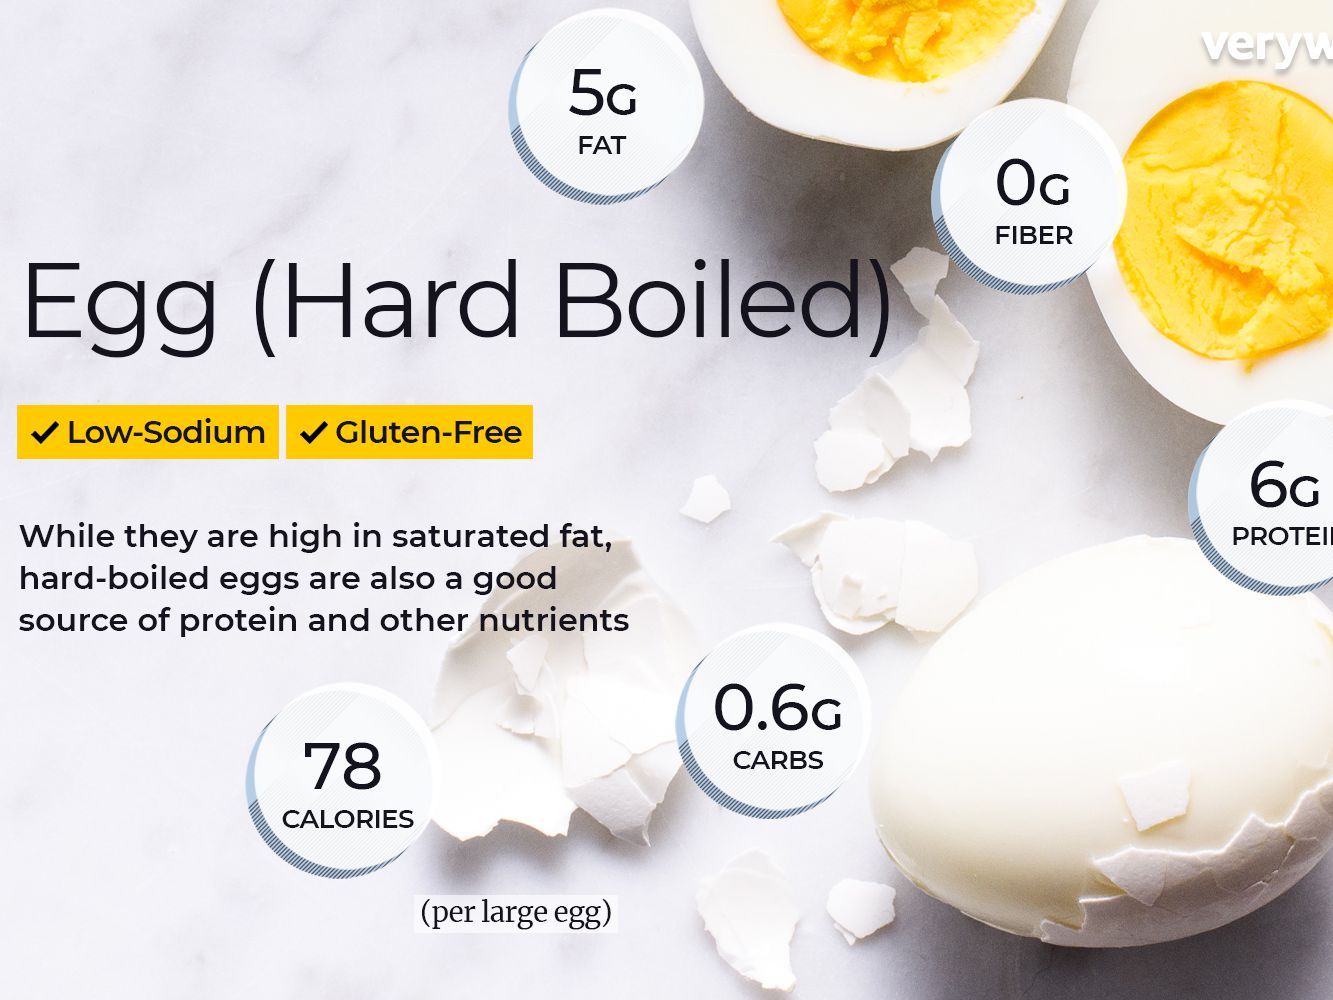 veryw
5G
FAT
0G
FIBER
Egg (Hard Boiled)
Low-Sodium
Gluten-Free
6G
PROTEI
While they are high in saturated fat,
hard-boiled eggs are also a good
source of protein and other nutrients
0.6G
CARBS
78
CALORIES
(per large egg)